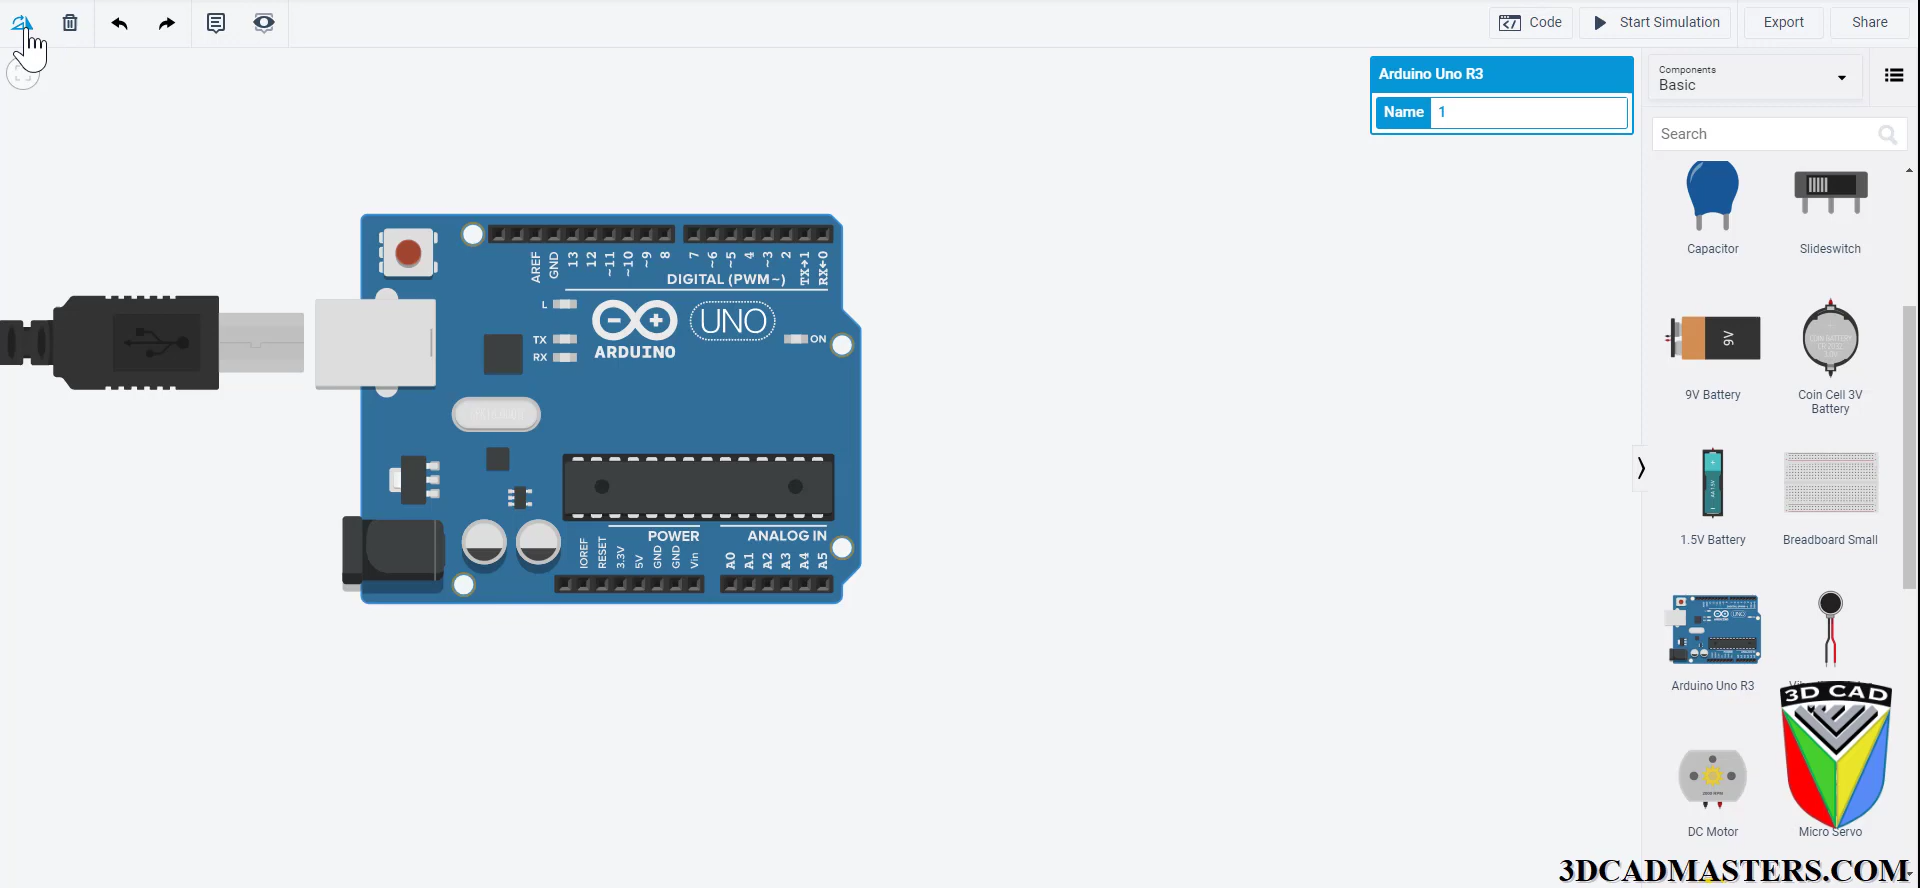 Code
Start Simulation
Export
Share
Arduino Uno R3
Name 1
Components
Basic
Search
Capacitor
Slideswitch
9V
9V Battery
Coin Cell 3V
Battery
1.5V Battery
Breadboard Small
Arduino Uno R3
DC Motor
Micro Servo
3D CAD
3DCADMASTERS.COM
AREF
GND
13
12
~11
~10
~9
8
7
~6
~5
4
~3
2
TX→1
RX←0
DIGITAL (PWM~)
L
TX
RX
ARDUINO
UNO
ON
POWER
ANALOG IN
IOREF
RESET
3.3V
5V
GND
GND
Vin
A0
A1
A2
A3
A4
A5